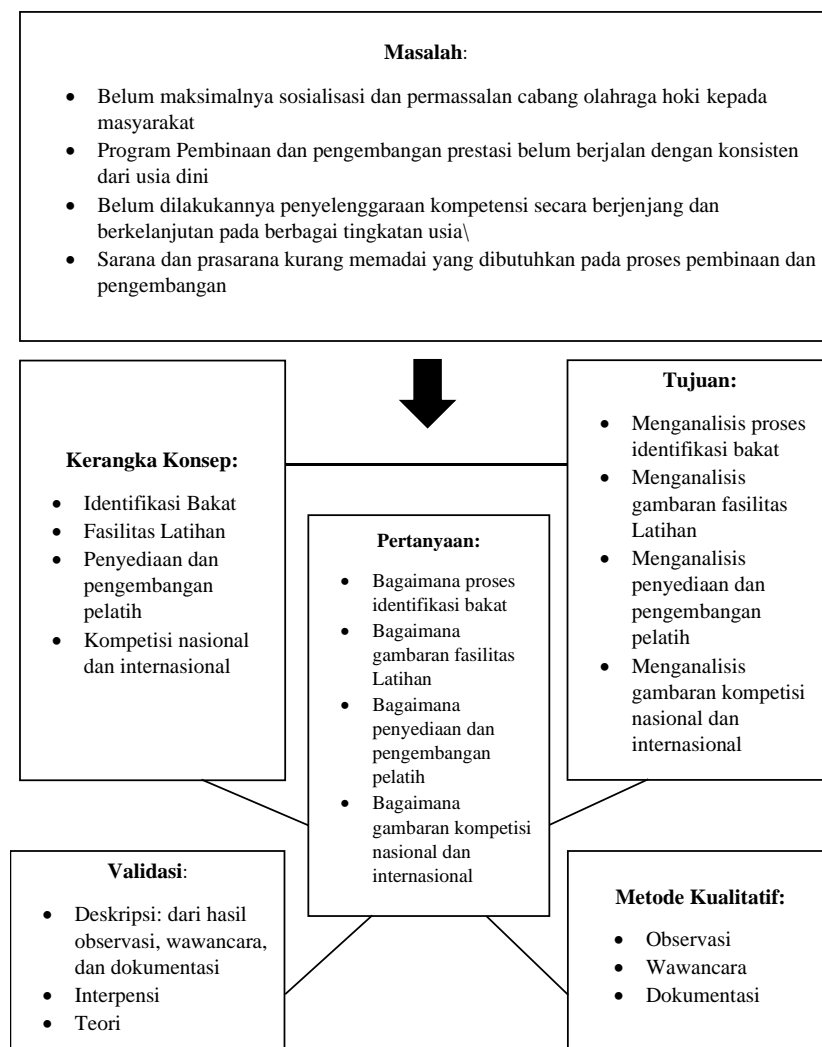 Masalah:
• Belum maksimalnya sosialisasi dan permassalan cabang olahraga hoki kepada
masyarakat
• Program Pembinaan dan pengembangan prestasi belum berjalan dengan konsisten
dari usia dini
• Belum dilakukannya penyelenggaraan kompetensi secara berjenjang dan
berkelanjutan pada berbagai tingkatan usia\
• Sarana dan prasarana kurang memadai yang dibutuhkan pada proses pembinaan dan
pengembangan
Kerangka Konsep:
• Identifikasi Bakat
• Fasilitas Latihan
• Penyediaan dan
pengembangan
pelatih
• Kompetisi nasional
dan internasional
Pertanyaan:
• Bagaimana proses
identifikasi bakat
• Bagaimana
gambaran fasilitas
Latihan
• Bagaimana
penyediaan dan
pengembangan
pelatih
• Bagaimana
gambaran kompetisi
nasional dan
internasional
Tujuan:
• Menganalisis proses
identifikasi bakat
• Menganalisis
gambaran fasilitas
Latihan
• Menganalisis
penyediaan dan
pengembangan
pelatih
• Menganalisis
gambaran kompetisi
nasional dan
internasional
Validasi:
• Deskripsi: dari hasil
observasi, wawancara,
dan dokumentasi
• Interpensi
• Teori
Metode Kualitatif:
• Observasi
• Wawancara
• Dokumentasi